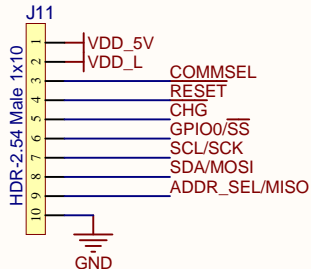 J11
HDR-2.54 Male 1x10
1 VDD_5V
2 VDD_L
3 COMMSEL
4 RESET
5 CHG
6 GPIO0/SS
7 SCL/SCK
8 SDA/MOSI
9 ADDR_SEL/MISO
10
GND